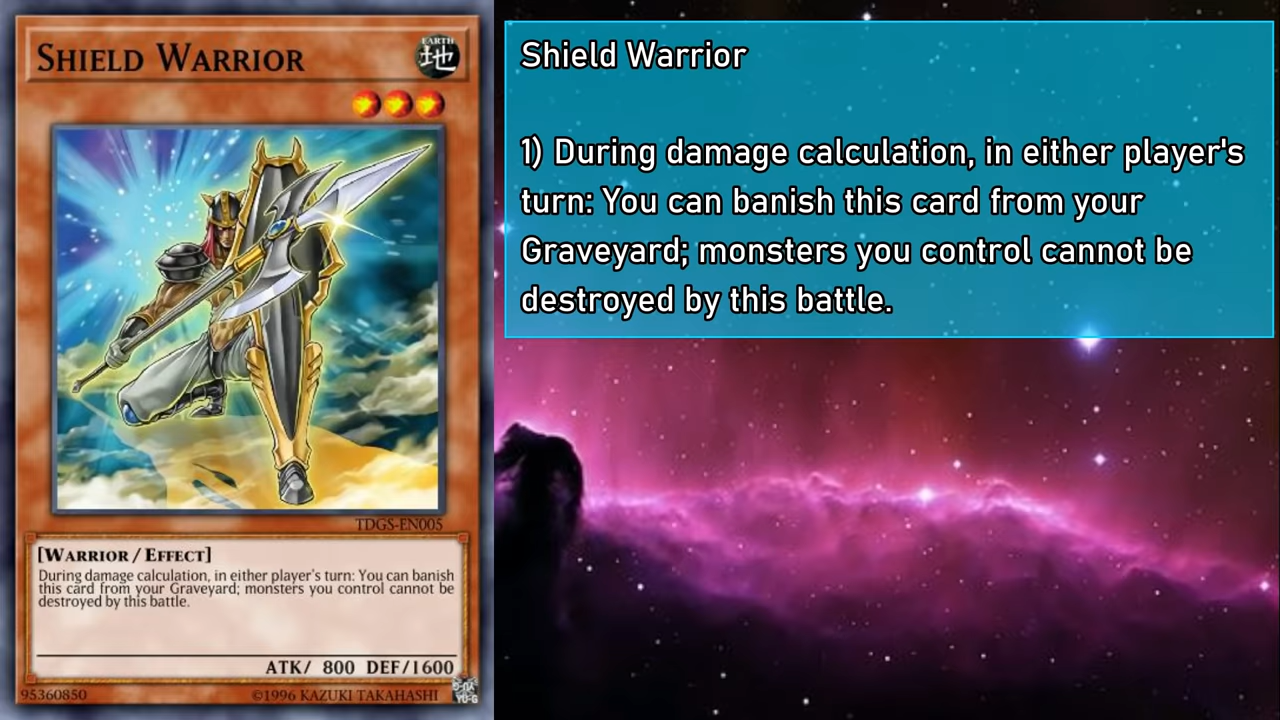 SHIELD WARRIOR
EARTH
地
[WARRIOR / EFFECT]
During damage calculation, in either player's turn: You can banish
this card from your Graveyard; monsters you control cannot be
destroyed by this battle.
TDGS-EN005
ATK/ 800 DEF/1600
95360850
©1996 KAZUKI TAKAHASHI
Shield Warrior
1) During damage calculation, in either player's
turn: You can banish this card from your
Graveyard; monsters you control cannot be
destroyed by this battle.